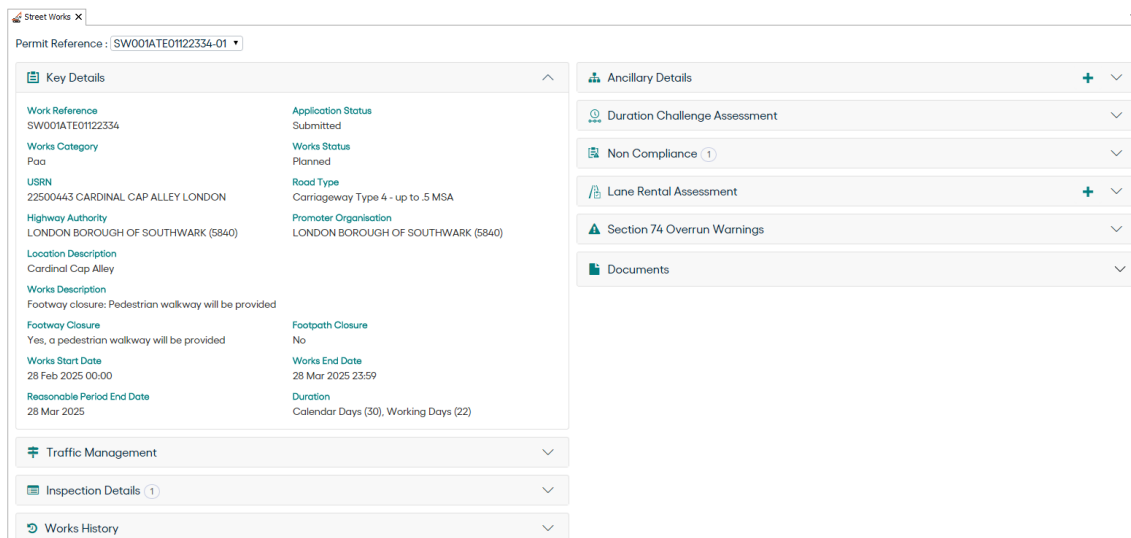 Street Works X
Permit Reference : SW001ATE01122334-01
Key Details
Work Reference
SW001ATE01122334
Application Status
Submitted
Works Category
Paa
Works Status
Planned
USRN
22500443 CARDINAL CAP ALLEY LONDON
Road Type
Carriageway Type 4 - up to .5 MSA
Highway Authority
LONDON BOROUGH OF SOUTHWARK (5840)
Promoter Organisation
LONDON BOROUGH OF SOUTHWARK (5840)
Location Description
Cardinal Cap Alley
Works Description
Footway closure: Pedestrian walkway will be provided
Footway Closure
Yes, a pedestrian walkway will be provided
Footpath Closure
No
Works Start Date
28 Feb 2025 00:00
Works End Date
28 Mar 2025 23:59
Reasonable Period End Date
28 Mar 2025
Duration
Calendar Days (30), Working Days (22)
Traffic Management
Inspection Details 1
Works History
Ancillary Details
Duration Challenge Assessment
Non Compliance 1
Lane Rental Assessment
Section 74 Overrun Warnings
Documents